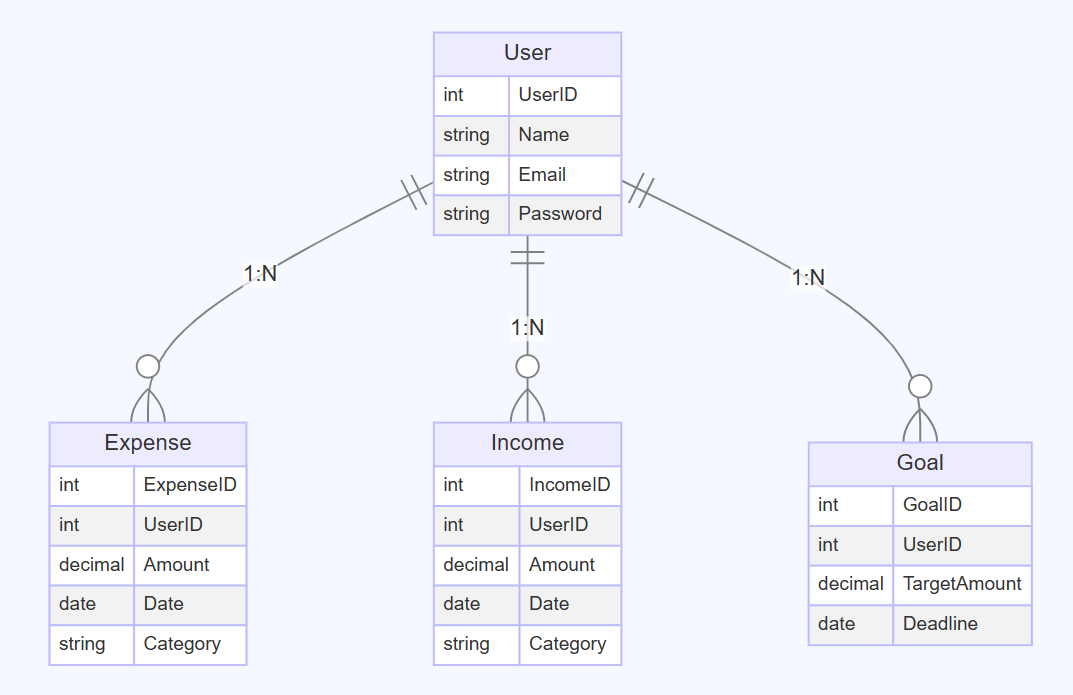 User
int UserID
string Name
string Email
string Password
1:N
1:N
1:N
Expense
int ExpenseID
int UserID
decimal Amount
date Date
string Category
Income
int IncomeID
int UserID
decimal Amount
date Date
string Category
Goal
int GoalID
int UserID
decimal TargetAmount
date Deadline